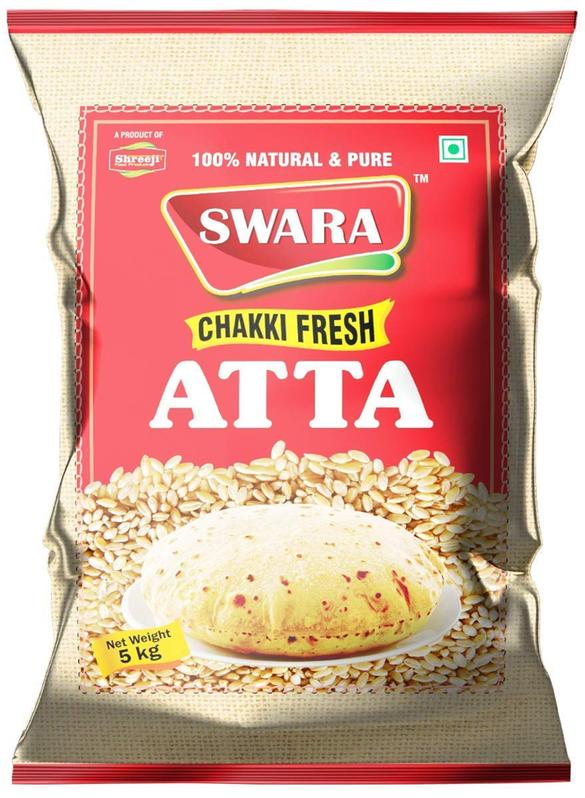 A PRODUCT OF
Shreeji
100% NATURAL & PURE
TM
SWARA
CHAKKI FRESH
ATTA
Net Weight
5 kg